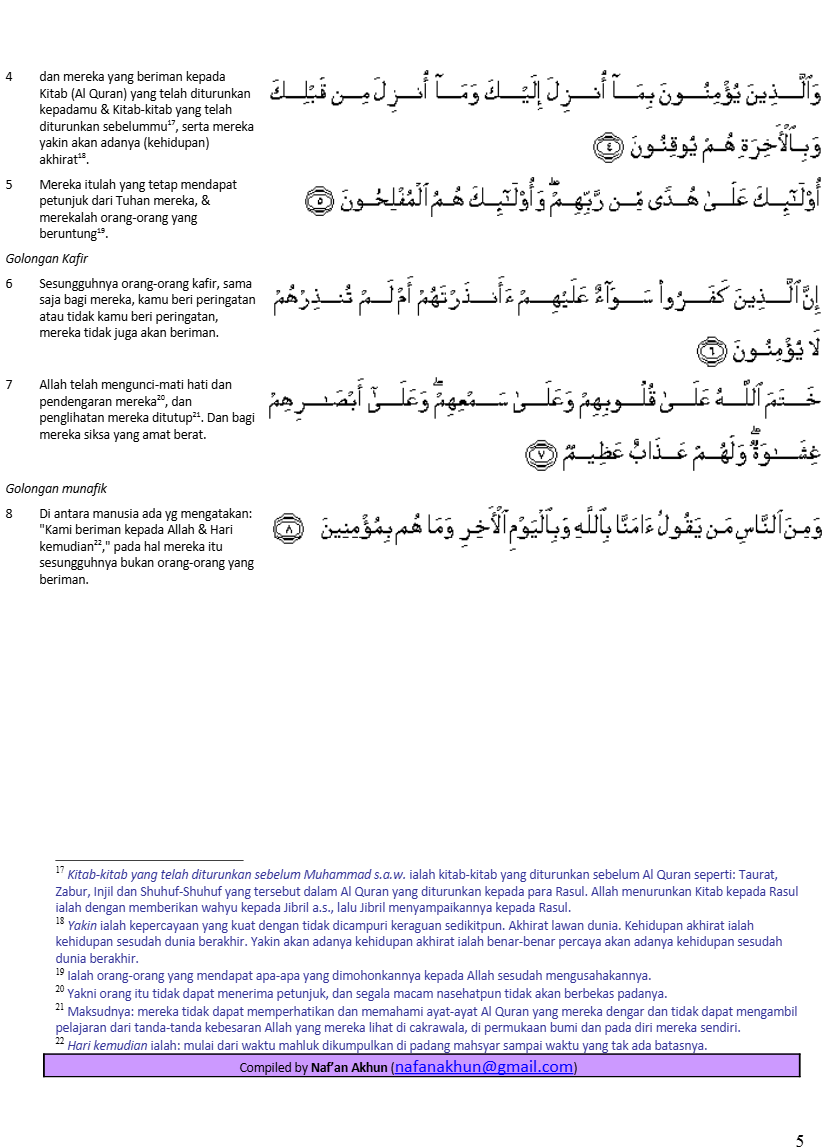 4 dan mereka yang beriman kepada
Kitab (Al Quran) yang telah diturunkan
kepadamu & Kitab-kitab yang telah
diturunkan sebelummu¹⁷, serta mereka
yakin akan adanya (kehidupan)
akhirat¹⁸.
وَٱلَّذِينَ يُؤْمِنُونَ بِمَآ أُنزِلَ إِلَيْكَ وَمَآ أُنزِلَ مِن قَبْلِكَ
وَبِٱلْأَخِرَةِ هُمْ يُوقِنُونَ ٤
5 Mereka itulah yang tetap mendapat
petunjuk dari Tuhan mereka, &
merekalah orang-orang yang
beruntung¹⁹.
أُوْلَٰٓئِكَ عَلَىٰ هُدًى مِّن رَّبِّهِمْ ۖ وَأُوْلَٰٓئِكَ هُمُ ٱلْمُفْلِحُونَ ٥
Golongan Kafir
6 Sesungguhnya orang-orang kafir, sama
saja bagi mereka, kamu beri peringatan
atau tidak kamu beri peringatan,
mereka tidak juga akan beriman.
إِنَّ ٱلَّذِينَ كَفَرُواْ سَوَآءٌ عَلَيْهِمْ ءَأَنذَرْتَهُمْ أَمْ لَمْ تُنذِرْهُمْ
لَا يُؤْمِنُونَ ٦
7 Allah telah mengunci-mati hati dan
pendengaran mereka²⁰, dan
penglihatan mereka ditutup²¹. Dan bagi
mereka siksa yang amat berat.
خَتَمَ ٱللَّهُ عَلَىٰ قُلُوبِهِمْ وَعَلَىٰ سَمْعِهِمْ ۖ وَعَلَىٰٓ أَبْصَٰرِهِمْ
غِشَٰوَةٌ ۖ وَلَهُمْ عَذَابٌ عَظِيمٌ ٧
Golongan munafik
8 Di antara manusia ada yg mengatakan:
"Kami beriman kepada Allah & Hari
kemudian²²," pada hal mereka itu
sesungguhnya bukan orang-orang yang
beriman.
وَمِنَ ٱلنَّاسِ مَن يَقُولُ ءَامَنَّا بِٱللَّهِ وَبِٱلْيَوْمِ ٱلْأَخِرِ وَمَا هُم بِمُؤْمِنِينَ ٨
¹⁷ Kitab-kitab yang telah diturunkan sebelum Muhammad s.a.w. ialah kitab-kitab yang diturunkan sebelum Al Quran seperti: Taurat,
Zabur, Injil dan Shuhuf-Shuhuf yang tersebut dalam Al Quran yang diturunkan kepada para Rasul. Allah menurunkan Kitab kepada Rasul
ialah dengan memberikan wahyu kepada Jibril a.s., lalu Jibril menyampaikannya kepada Rasul.
¹⁸ Yakin ialah kepercayaan yang kuat dengan tidak dicampuri keraguan sedikitpun. Akhirat lawan dunia. Kehidupan akhirat ialah
kehidupan sesudah dunia berakhir. Yakin akan adanya kehidupan akhirat ialah benar-benar percaya akan adanya kehidupan sesudah
dunia berakhir.
¹⁹ Ialah orang-orang yang mendapat apa-apa yang dimohonkannya kepada Allah sesudah mengusahakannya.
²⁰ Yakni orang itu tidak dapat menerima petunjuk, dan segala macam nasehatpun tidak akan berbekas padanya.
²¹ Maksudnya: mereka tidak dapat memperhatikan dan memahami ayat-ayat Al Quran yang mereka dengar dan tidak dapat mengambil
pelajaran dari tanda-tanda kebesaran Allah yang mereka lihat di cakrawala, di permukaan bumi dan pada diri mereka sendiri.
²² Hari kemudian ialah: mulai dari waktu mahluk dikumpulkan di padang mahsyar sampai waktu yang tak ada batasnya.
Compiled by Naf'an Akhun (nafanakhun@gmail.com)
5